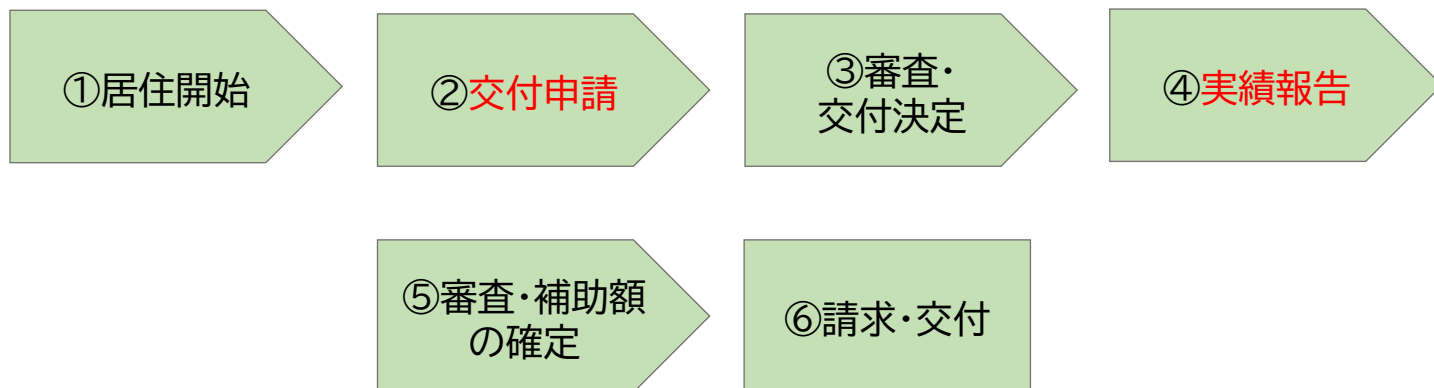 ①居住開始
②交付申請
③審査・
交付決定
④実績報告
⑤審査・補助額
の確定
⑥請求・交付